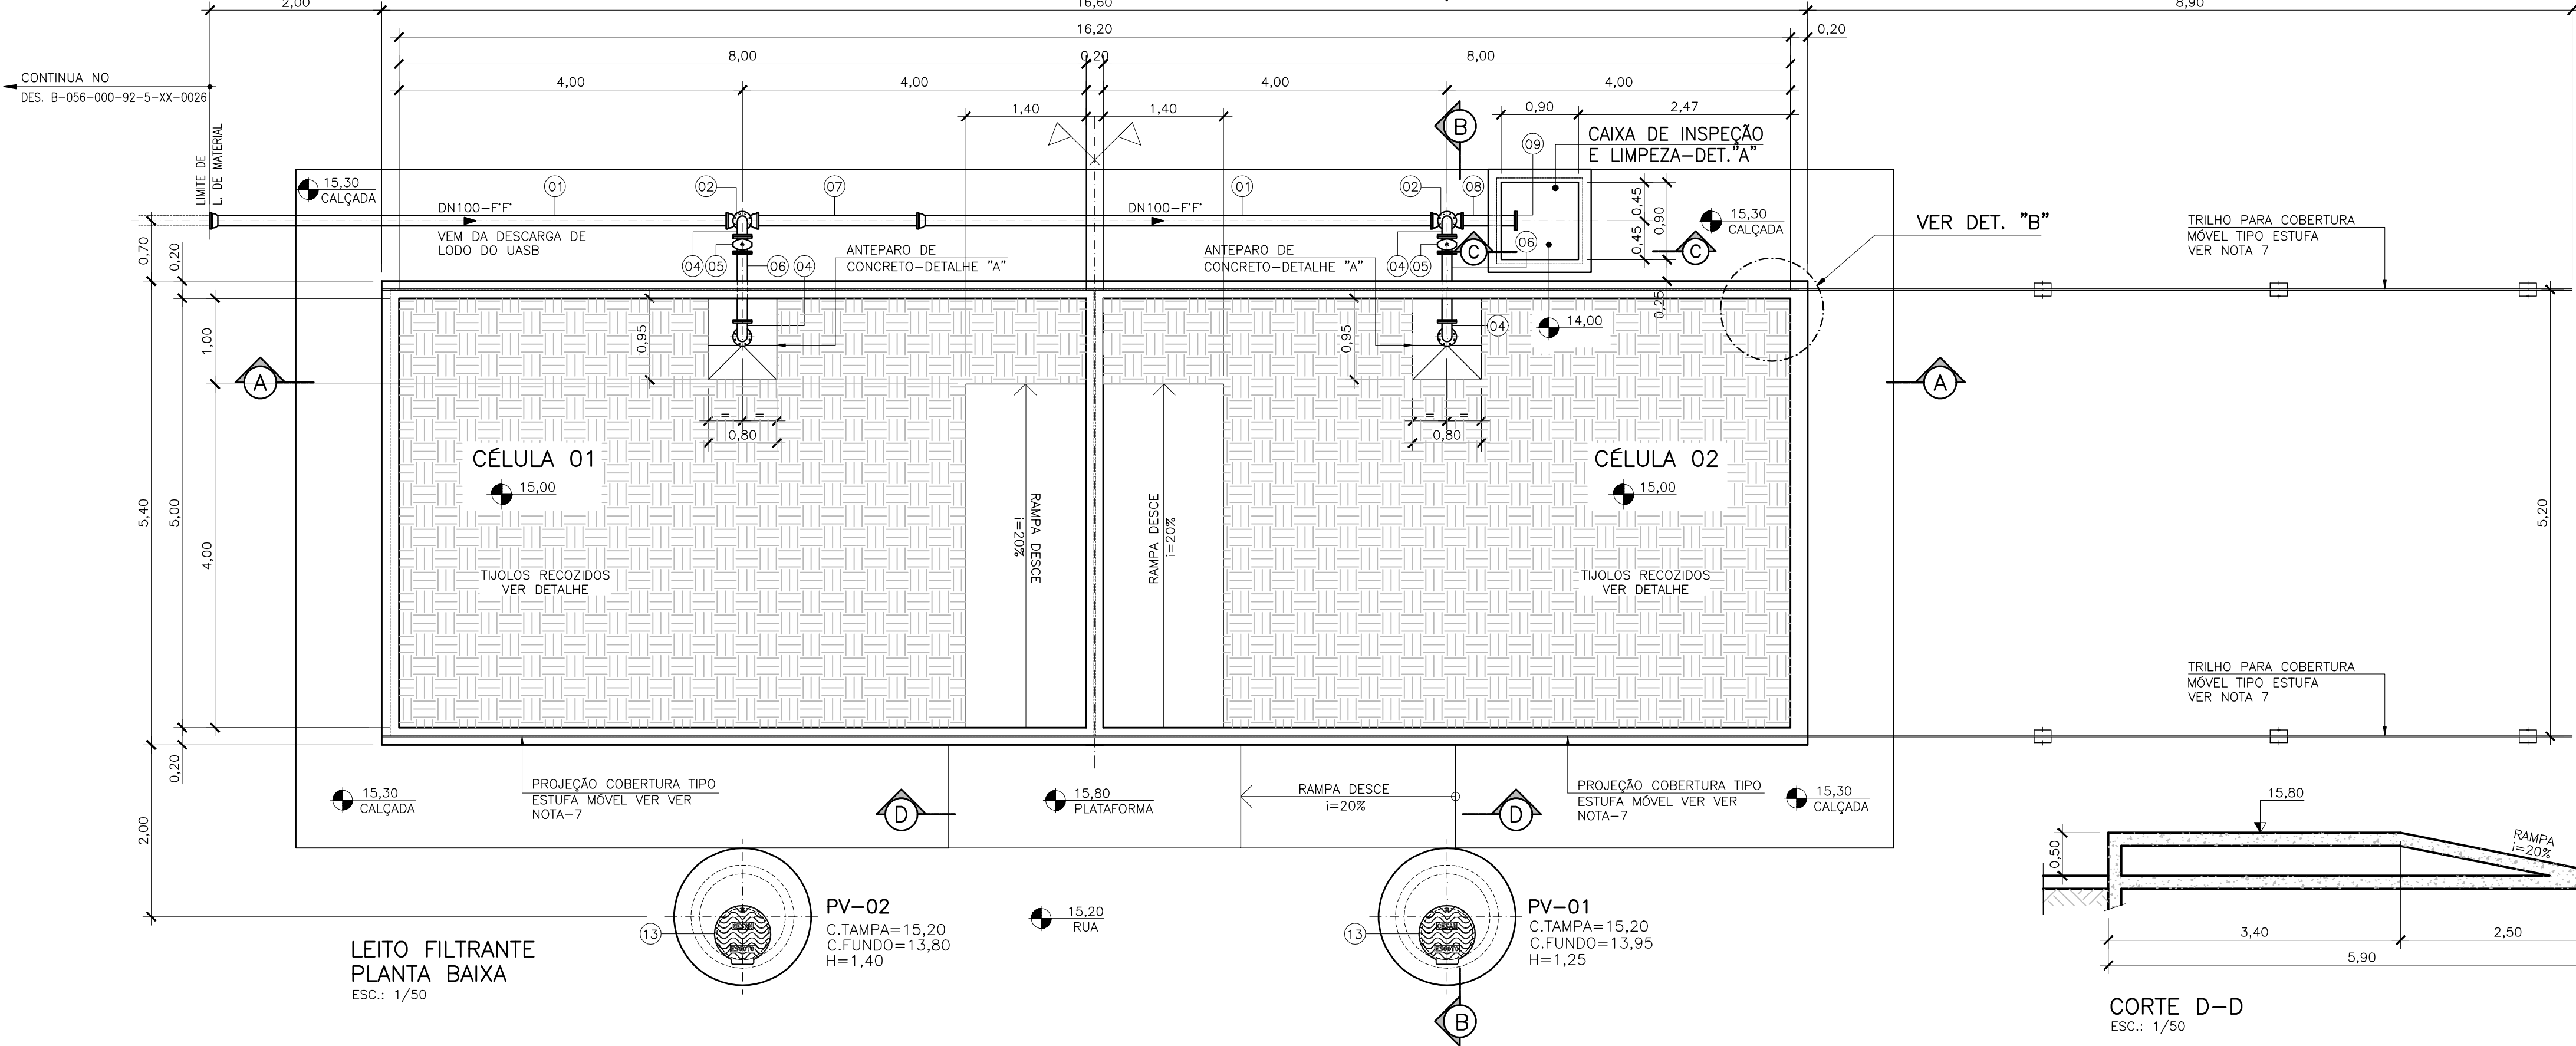 2,00
16,60
8,90
16,20
0,20
8,00
0,20
8,00
4,00
4,00
4,00
4,00
1,40
1,40
0,90
2,47
CONTINUA NO
DES. B-056-000-92-5-XX-0026
LIMITE DE
L. DE MATERIAL
B
09
CAIXA DE INSPEÇÃO
E LIMPEZA-DET."A"
15,30
CALÇADA
01
02
07
01
02
08
DN100-F°F°
VEM DA DESCARGA DE
LODO DO UASB
DN100-F°F°
04
05
06
04
ANTEPARO DE
CONCRETO-DETALHE "A"
ANTEPARO DE
CONCRETO-DETALHE "A"
04
05
C
06
C
0,45
0,45
0,90
0,25
15,30
CALÇADA
VER DET. "B"
TRILHO PARA COBERTURA
MÓVEL TIPO ESTUFA
VER NOTA 7
0,70
0,20
1,00
0,95
0,95
04
14,00
A
A
=
=
0,80
=
=
0,80
CÉLULA 01
15,00
CÉLULA 02
15,00
RAMPA DESCE
i=20%
RAMPA DESCE
i=20%
5,40
5,00
4,00
5,20
TIJOLOS RECOZIDOS
VER DETALHE
TIJOLOS RECOZIDOS
VER DETALHE
TRILHO PARA COBERTURA
MÓVEL TIPO ESTUFA
VER NOTA 7
0,20
2,00
15,30
CALÇADA
PROJEÇÃO COBERTURA TIPO
ESTUFA MÓVEL VER VER
NOTA-7
D
15,80
PLATAFORMA
RAMPA DESCE
i=20%
D
PROJEÇÃO COBERTURA TIPO
ESTUFA MÓVEL VER VER
NOTA-7
15,30
CALÇADA
15,80
0,50
RAMPA
i=20%
13
PV-02
C.TAMPA=15,20
C.FUNDO=13,80
H=1,40
15,20
RUA
13
PV-01
C.TAMPA=15,20
C.FUNDO=13,95
H=1,25
3,40
2,50
5,90
LEITO FILTRANTE
PLANTA BAIXA
ESC.: 1/50
B
CORTE D-D
ESC.: 1/50